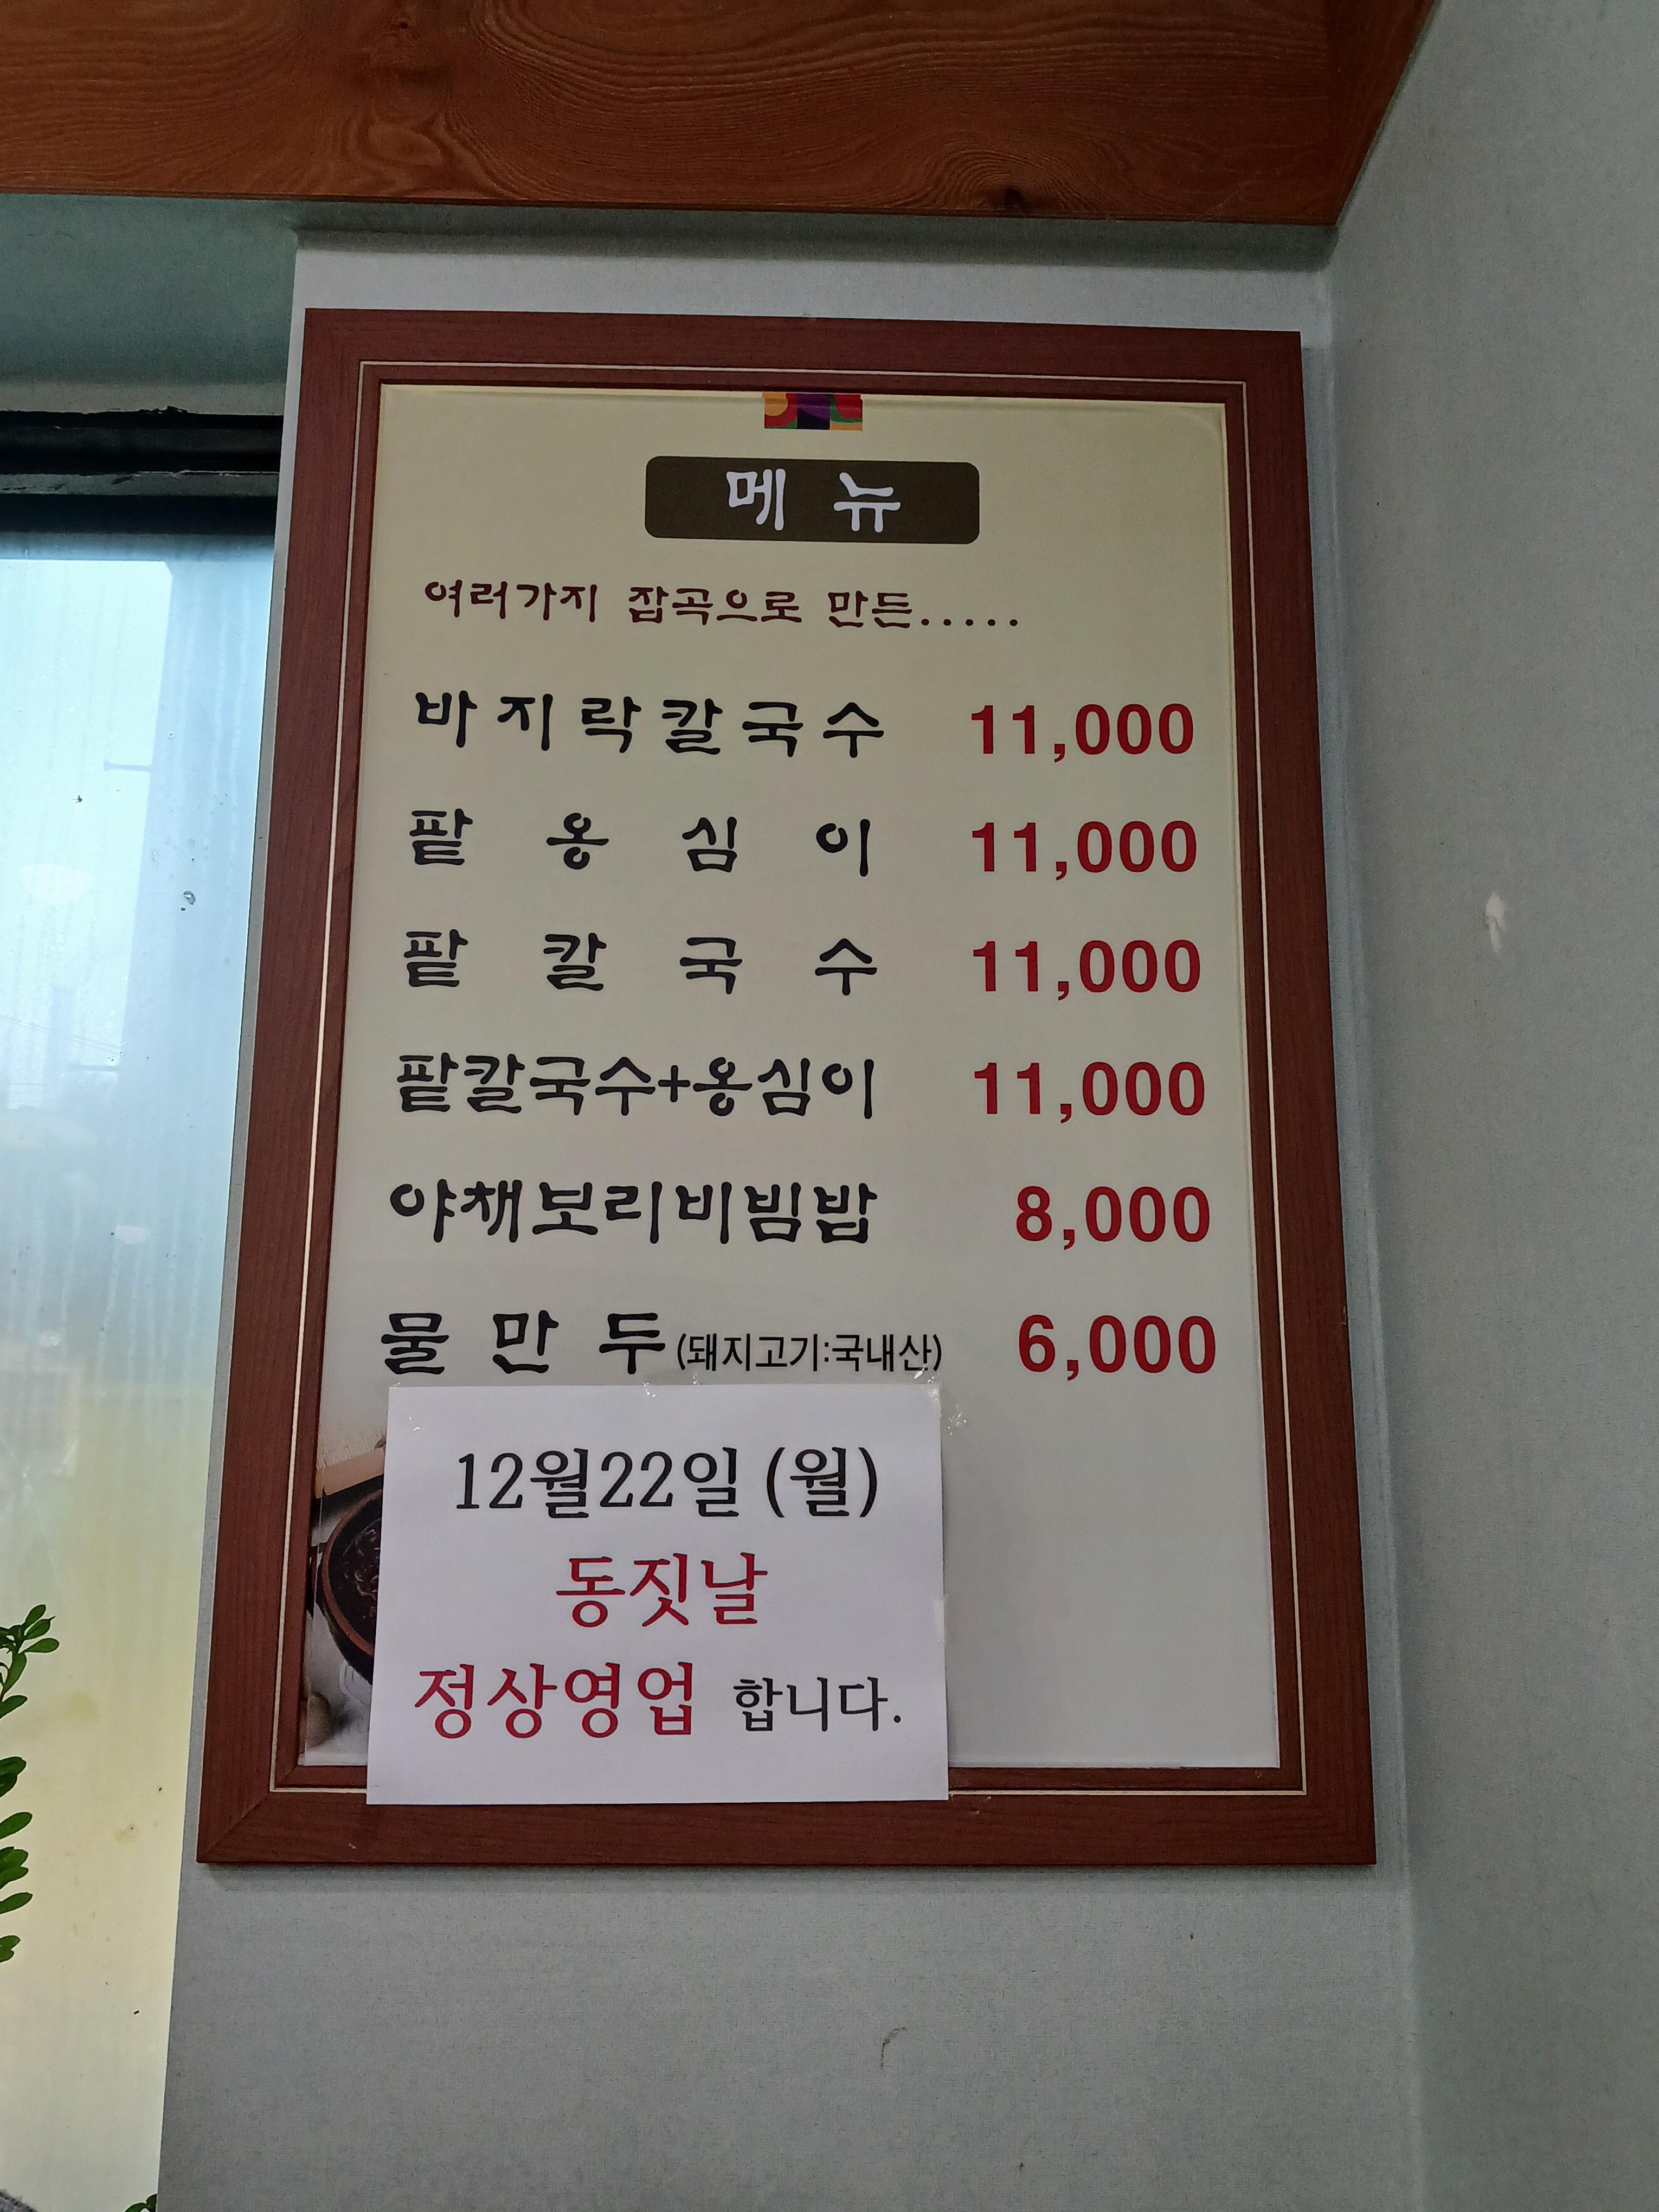 메 뉴
여러가지 잡곡으로 만든.....
바지락칼국수 11,000
팥 옹 심 이 11,000
팥 칼 국 수 11,000
팥칼국수+옹심이 11,000
야채보리비빔밥 8,000
물 만 두(돼지고기:국내산) 6,000
12월22일 (월)
동짓날
정상영업 합니다.